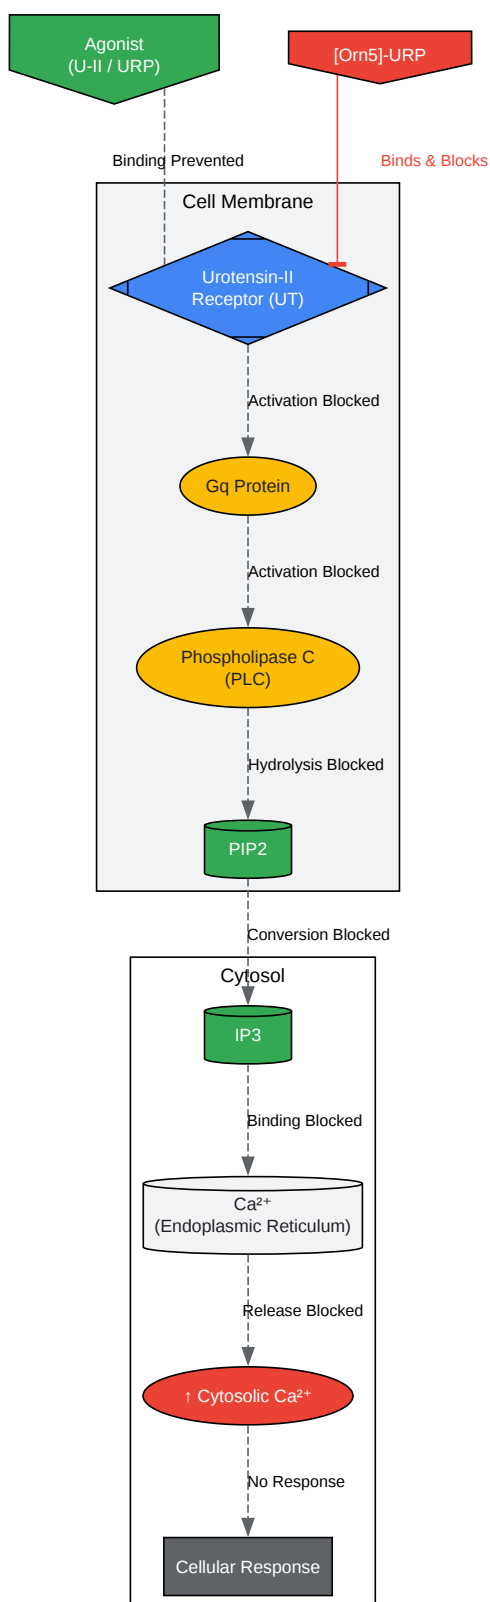 Agonist
(U-II / URP)
[Orn5]-URP
Binding Prevented
Binds & Blocks
Cell Membrane
Urotensin-II
Receptor (UT)
Activation Blocked
Gq Protein
Activation Blocked
Phospholipase C
(PLC)
Hydrolysis Blocked
PIP2
Conversion Blocked
Cytosol
IP3
Binding Blocked
Ca²⁺
(Endoplasmic Reticulum)
Release Blocked
↑ Cytosolic Ca²⁺
No Response
Cellular Response